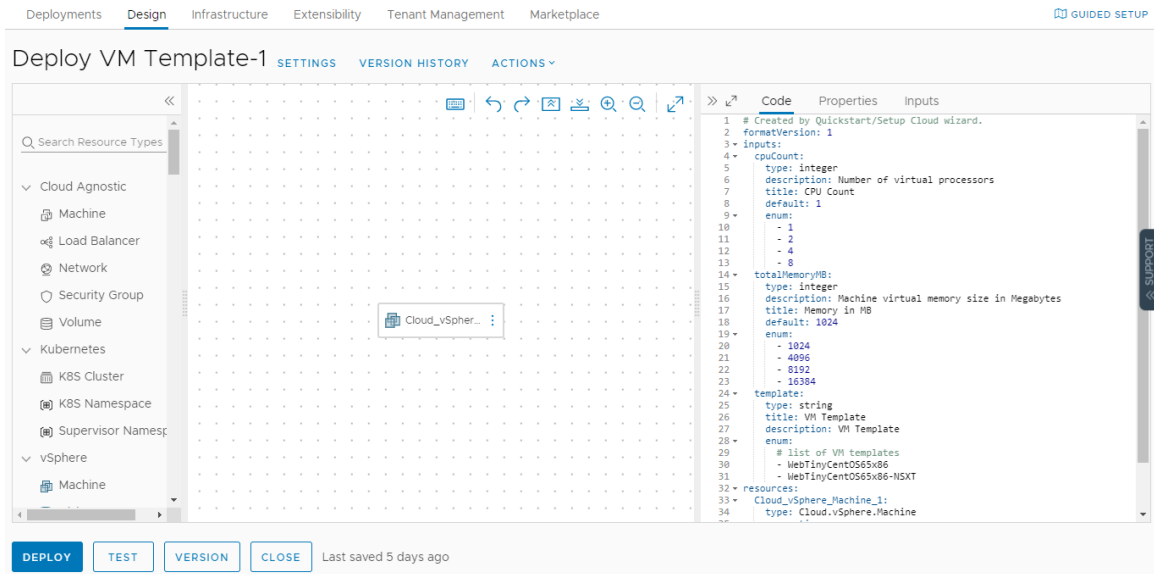 Deployments Design Infrastructure Extensibility Tenant Management Marketplace GUIDED SETUP
Deploy VM Template-1 SETTINGS VERSION HISTORY ACTIONS
Search Resource Types
Cloud Agnostic
Machine
Load Balancer
Network
Security Group
Volume
Kubernetes
K8S Cluster
K8S Namespace
Supervisor Namesp
vSphere
Machine
Cloud_vSpher...
Code Properties Inputs
1 # Created by Quickstart/Setup Cloud wizard.
2 formatVersion: 1
3 inputs:
4 cpuCount:
5 type: integer
6 description: Number of virtual processors
7 title: CPU Count
8 default: 1
9 enum:
10 - 1
11 - 2
12 - 4
13 - 8
14 totalMemoryMB:
15 type: integer
16 description: Machine virtual memory size in Megabytes
17 title: Memory in MB
18 default: 1024
19 enum:
20 - 1024
21 - 4096
22 - 8192
23 - 16384
24 template:
25 type: string
26 title: VM Template
27 description: VM Template
28 enum:
29 # list of VM templates
30 - WebTinyCentOS65x86
31 - WebTinyCentOS65x86-NSXT
32 resources:
33 Cloud_vSphere_Machine_1:
34 type: Cloud.vSphere.Machine
SUPPORT
DEPLOY TEST VERSION CLOSE Last saved 5 days ago